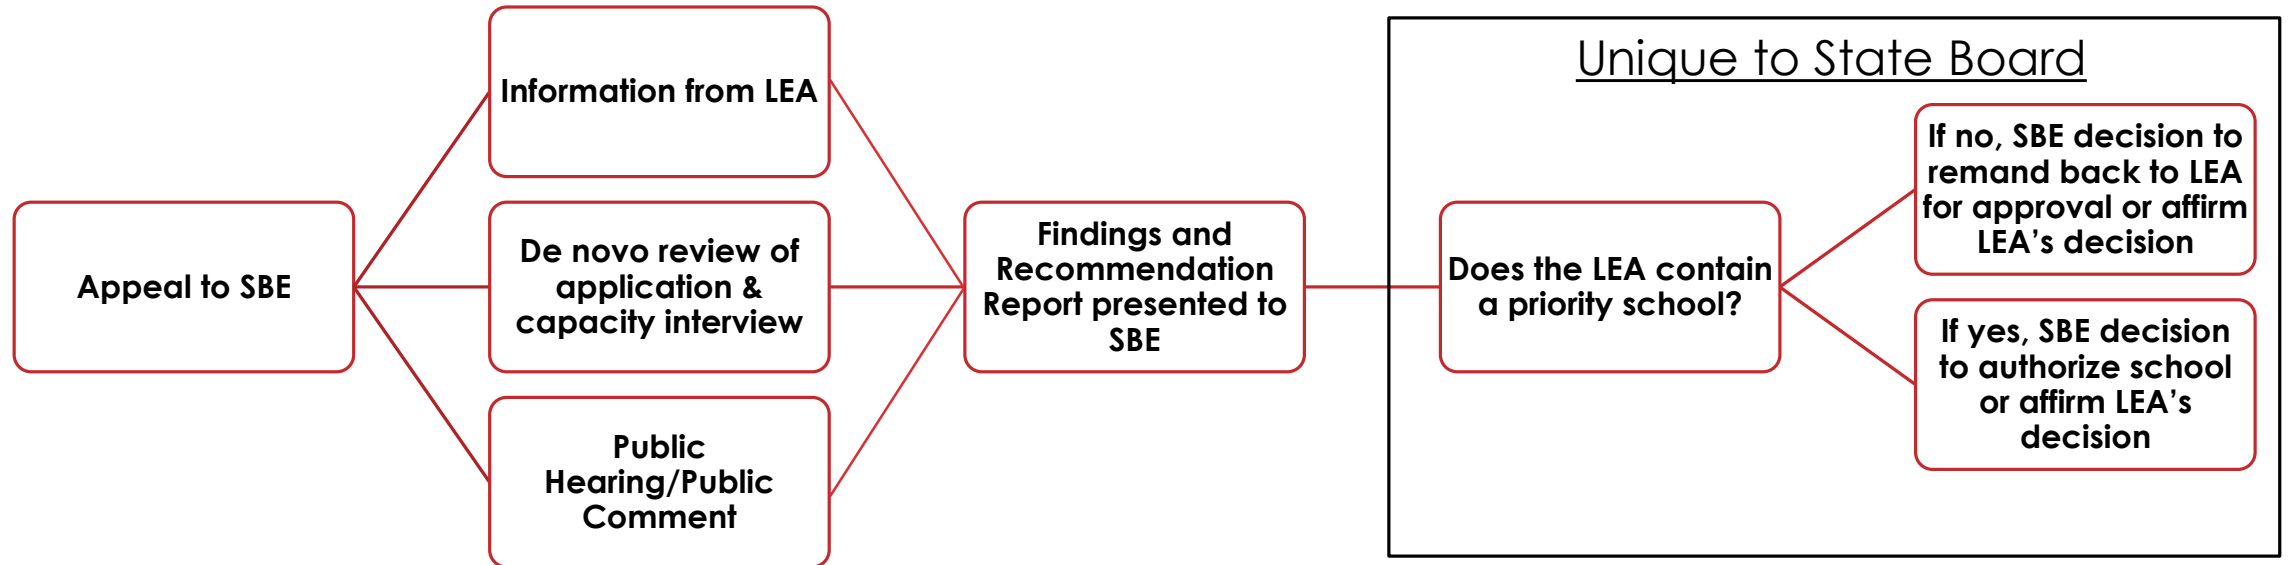 Appeal to SBE
Information from LEA
De novo review of
application &
capacity interview
Public
Hearing/Public
Comment
Findings and
Recommendation
Report presented to
SBE
Unique to State Board
Does the LEA contain
a priority school?
If no, SBE decision to
remand back to LEA
for approval or affirm
LEA’s decision
If yes, SBE decision
to authorize school
or affirm LEA’s
decision